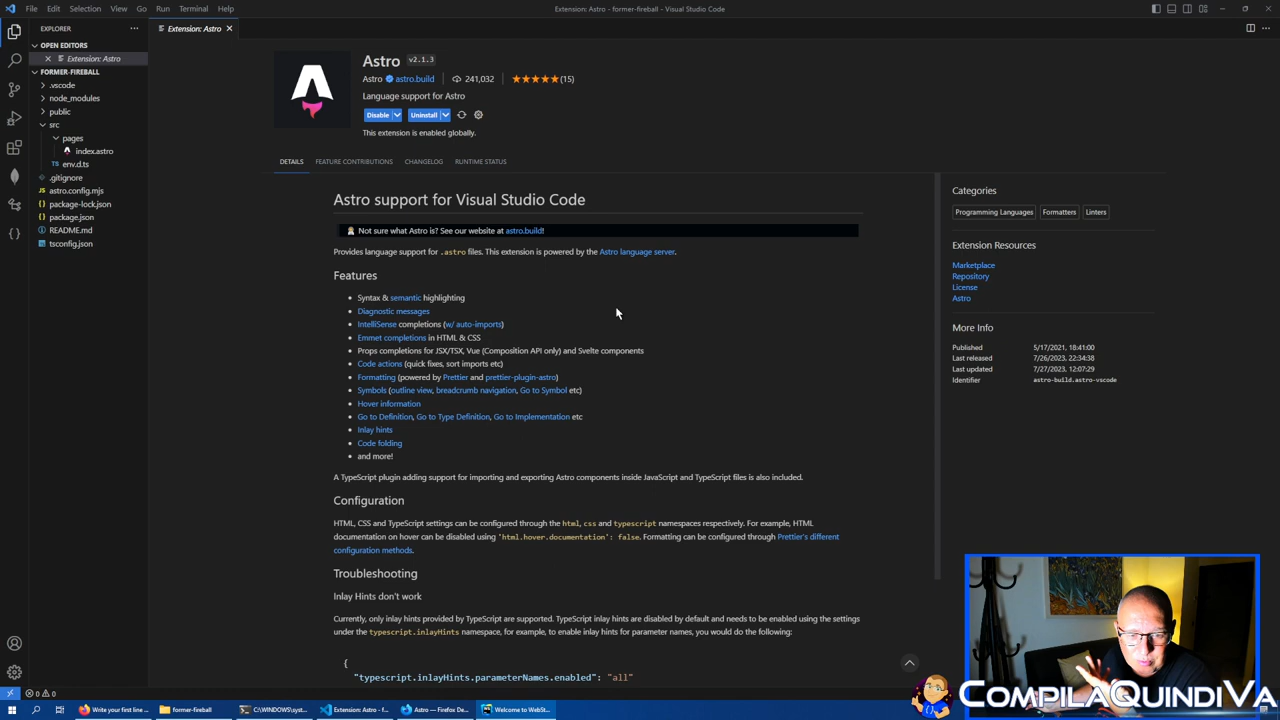 File Edit Selection View Go Run Terminal Help
Extension: Astro - former-fireball - Visual Studio Code
EXPLORER
Extension: Astro
OPEN EDITORS
Extension: Astro
FORMER-FIREBALL
.vscode
node_modules
public
src
pages
index.astro
env.d.ts
.gitignore
astro.config.mjs
package-lock.json
package.json
README.md
tsconfig.json
Astro v2.1.3
Astro astro.build 241,032 (15)
Language support for Astro
Disable Uninstall
This extension is enabled globally.
DETAILS FEATURE CONTRIBUTIONS CHANGELOG RUNTIME STATUS
Astro support for Visual Studio Code
Not sure what Astro is? See our website at astro.build!
Provides language support for .astro files. This extension is powered by the Astro language server.
Features
Syntax & semantic highlighting
Diagnostic messages
IntelliSense completions (w/ auto-imports)
Emmet completions in HTML & CSS
Props completions for JSX/TSX, Vue (Composition API only) and Svelte components
Code actions (quick fixes, sort imports etc)
Formatting (powered by Prettier and prettier-plugin-astro)
Symbols (outline view, breadcrumb navigation, Go to Symbol etc)
Hover information
Go to Definition, Go to Type Definition, Go to Implementation etc
Inlay hints
Code folding
and more!
A TypeScript plugin adding support for importing and exporting Astro components inside JavaScript and TypeScript files is also included.
Configuration
HTML, CSS and TypeScript settings can be configured through the html, css and typescript namespaces respectively. For example, HTML
documentation on hover can be disabled using 'html.hover.documentation': false. Formatting can be configured through Prettier's different
configuration methods.
Troubleshooting
Inlay Hints don't work
Currently, only inlay hints provided by TypeScript are supported. TypeScript inlay hints are disabled by default and needs to be enabled using the settings
under the typescript.inlayHints namespace, for example, to enable inlay hints for parameter names, you would do the following:
{
"typescript.inlayHints.parameterNames.enabled": "all"
Categories
Programming Languages Formatters Linters
Extension Resources
Marketplace
Repository
License
Astro
More Info
Published 5/17/2021, 18:41:00
Last released 7/26/2023, 22:34:38
Last updated 7/27/2023, 12:07:29
Identifier astro-build.astro-vscode
COMPILAQUINDIVA
0 0
Write your first line ... former-fireball C:\WINDOWS\syst... Extension: Astro - f... Astro — Firefox De... Welcome to WebSt...